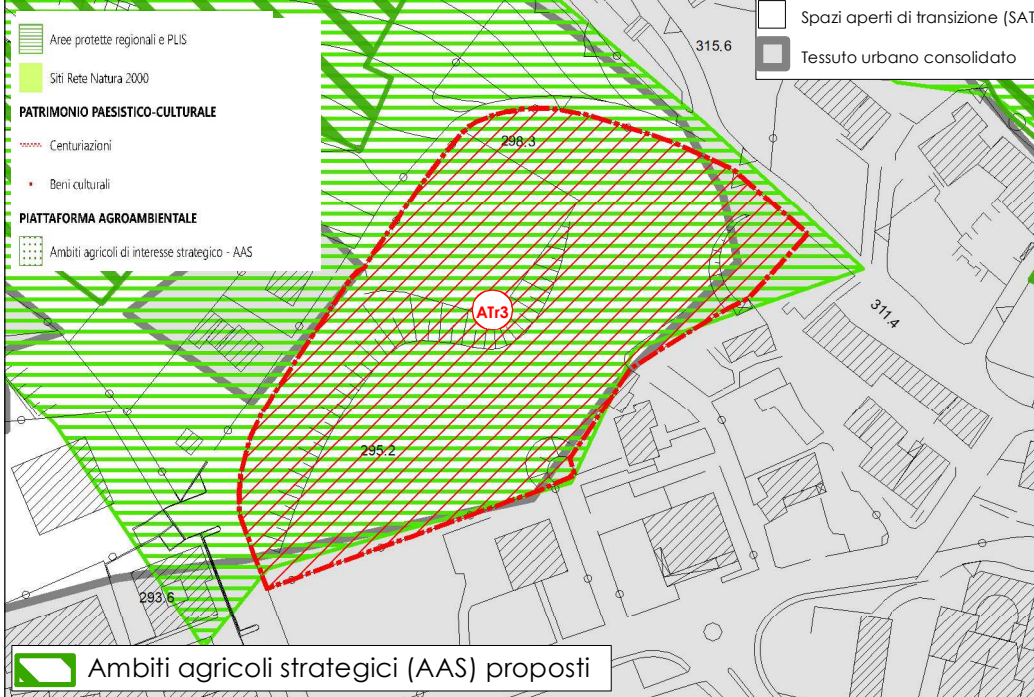 Aree protette regionali e PLIS
Siti Rete Natura 2000
PATRIMONIO PAESISTICO-CULTURALE
Centuriazioni
Beni culturali
PIATTAFORMA AGROAMBIENTALE
Ambiti agricoli di interesse strategico - AAS
Spazi aperti di transizione (SAT
Tessuto urbano consolidato
315.6
298.3
ATr3
311.4
295.2
293.6
Ambiti agricoli strategici (AAS) proposti